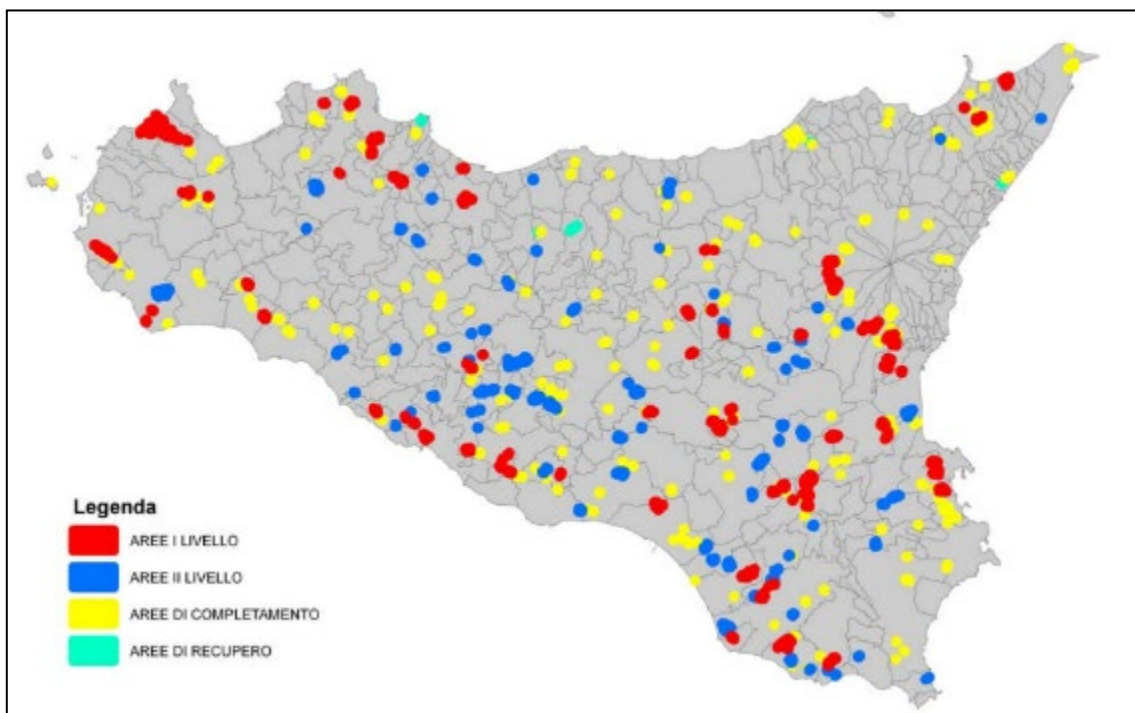 Legenda
AREE I LIVELLO
AREE II LIVELLO
AREE DI COMPLETAMENTO
AREE DI RECUPERO